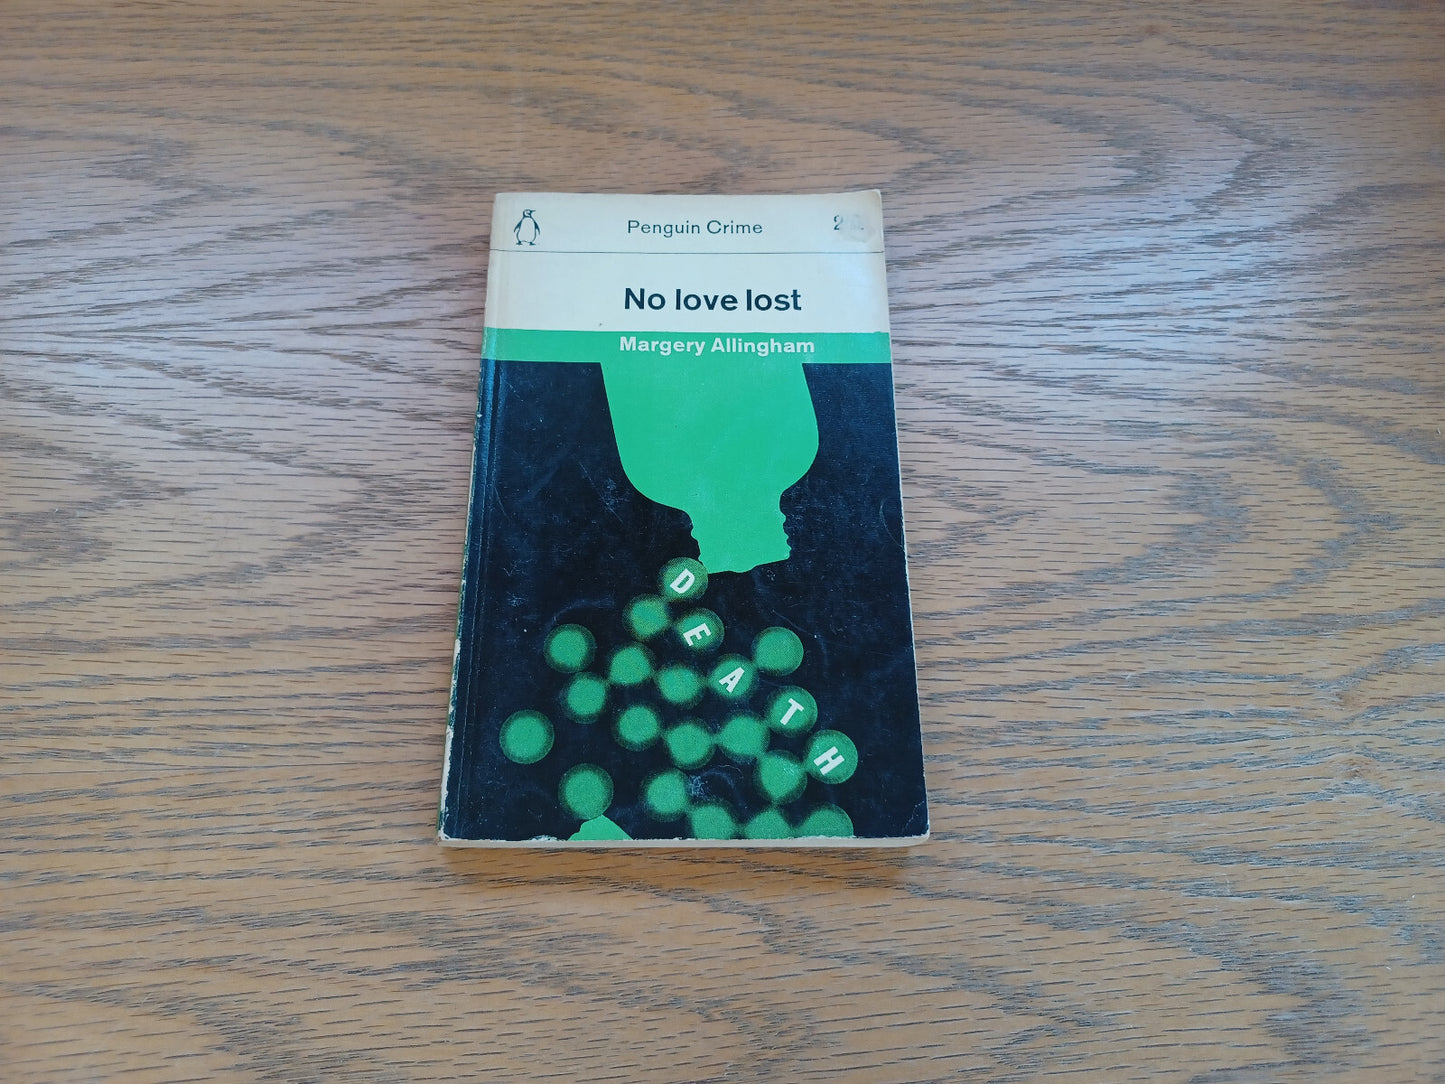 Penguin Crime
No love lost
Margery Allingham
DEATH